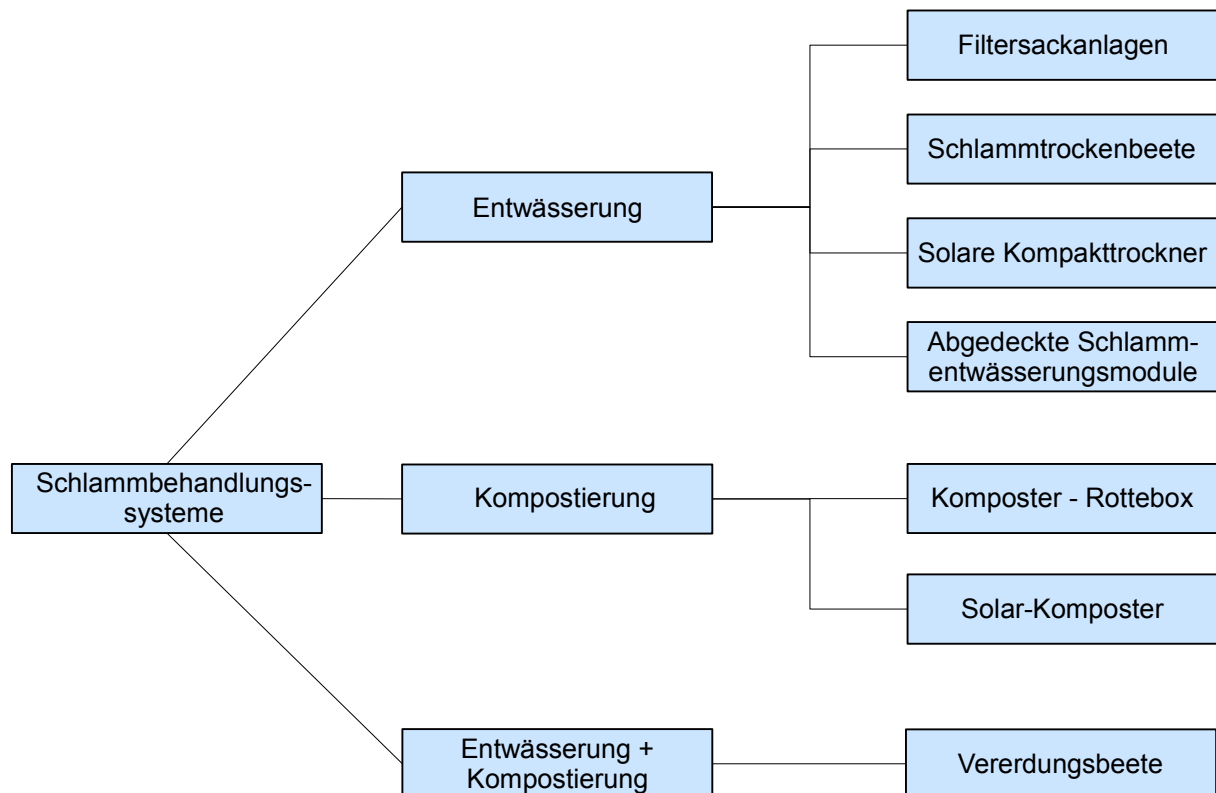 Filtersackanlagen
Schlammtrockenbeete
Entwässerung
Solare Kompakttrockner
Abgedeckte Schlamm-
entwässerungsmodule
Schlammbehandlungs-
systeme
Kompostierung
Komposter - Rottebox
Solar-Komposter
Entwässerung +
Kompostierung
Vererdungsbeete